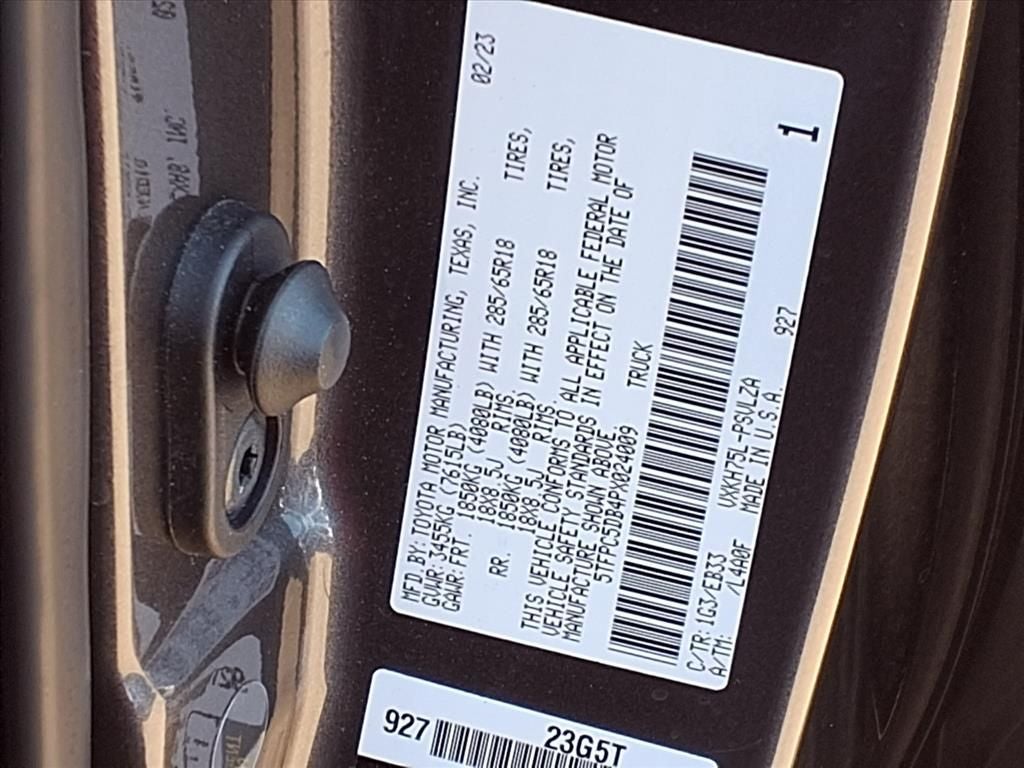 MFD.BY:TOYOTA MOTOR MANUFACTURING, TEXAS, INC. 02/23
GVWR:3455KG (7615LB)
GAWR:FRT. 1850KG (4080LB) WITH 285/65R18 TIRES,
18X8.5J RIMS.
RR. 1850KG (4080LB) WITH 285/65R18 TIRES,
18X8.5J RIMS
THIS VEHICLE CONFORMS TO ALL APPLICABLE FEDERAL MOTOR
VEHICLE SAFETY STANDARDS IN EFFECT ON THE DATE OF
MANUFACTURE SHOWN ABOVE
5TFPC5DB4PX024009 TRUCK
1
C/TR:1G3/EB33 VXKH75L-PSVLZA 927
A/TM: /L4A0F MADE IN U.S.A.
927
23G5T